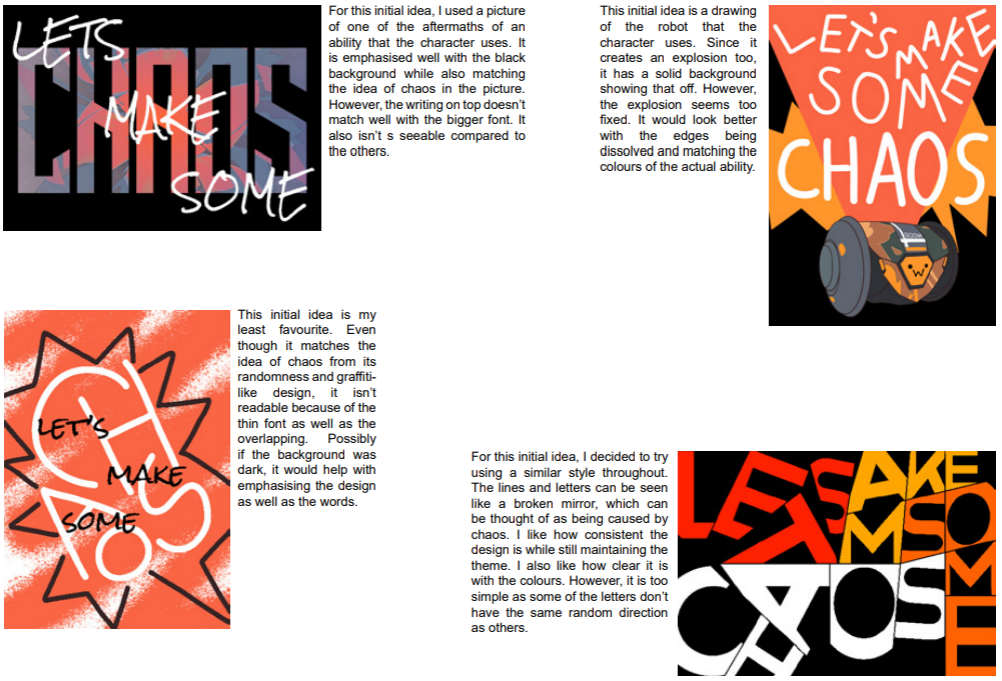 LETS
CHAOS
MAKE
SOME
For this initial idea, I used a picture
of one of the aftermaths of an
ability that the character uses. It
is emphasised well with the black
background while also matching
the idea of chaos in the picture.
However, the writing on top doesn't
match well with the bigger font. It
also isn't s seeable compared to
the others.
This initial idea is a drawing
of the robot that the
character uses. Since it
creates an explosion too,
it has a solid background
showing that off. However,
the explosion seems too
fixed. It would look better
with the edges being
dissolved and matching the
colours of the actual ability.
LET'S MAKE
SOME
CHAOS
BOOM
CHAOS
LET'S
MAKE
SOME
This initial idea is my
least favourite. Even
though it matches the
idea of chaos from its
randomness and graffiti-
like design, it isn't
readable because of the
thin font as well as the
overlapping. Possibly
if the background was
dark, it would help with
emphasising the design
as well as the words.
For this initial idea, I decided to try
using a similar style throughout.
The lines and letters can be seen
like a broken mirror, which can
be thought of as being caused by
chaos. I like how consistent the
design is while still maintaining the
theme. I also like how clear it is
with the colours. However, it is too
simple as some of the letters don't
have the same random direction
as others.
LETS
MAKE
SOME
CHAOS